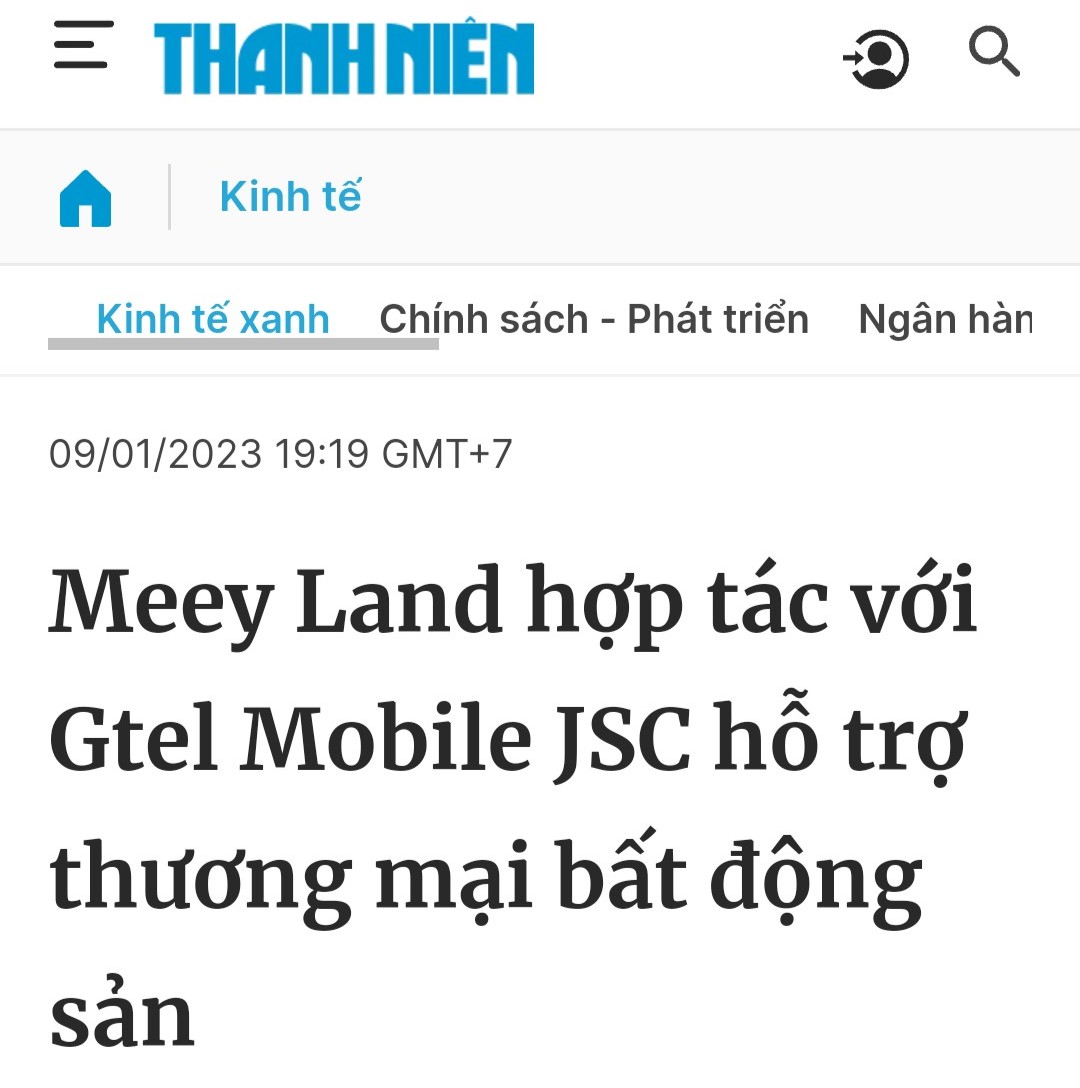 THANH NIÊN
Kinh tế
Kinh tế xanh Chính sách - Phát triển Ngân hàn
09/01/2023 19:19 GMT+7
Meey Land hợp tác với
Gtel Mobile JSC hỗ trợ
thương mại bất động
sản